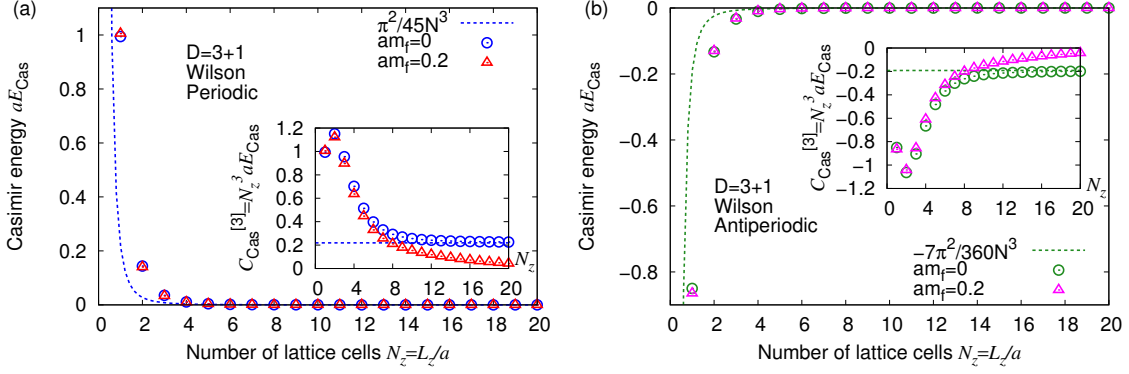 (a)
Casimir energy aE_Cas
1
0.8
0.6
0.4
0.2
0
0 2 4 6 8 10 12 14 16 18 20
Number of lattice cells N_z=L_z/a
D=3+1
Wilson
Periodic
π²/45N³
am_f=0
am_f=0.2
C_Cas^[3]=N_z³ aE_Cas
1.2
1
0.8
0.6
0.4
0.2
0
0 4 8 12 16 20
N_z
(b)
Casimir energy aE_Cas
0
−0.2
−0.4
−0.6
−0.8
0 2 4 6 8 10 12 14 16 18 20
Number of lattice cells N_z=L_z/a
D=3+1
Wilson
Antiperiodic
−7π²/360N³
am_f=0
am_f=0.2
C_Cas^[3]=N_z³ aE_Cas
0
−0.2
−0.4
−0.6
−0.8
−1
−1.2
0 4 8 12 16 20
N_z